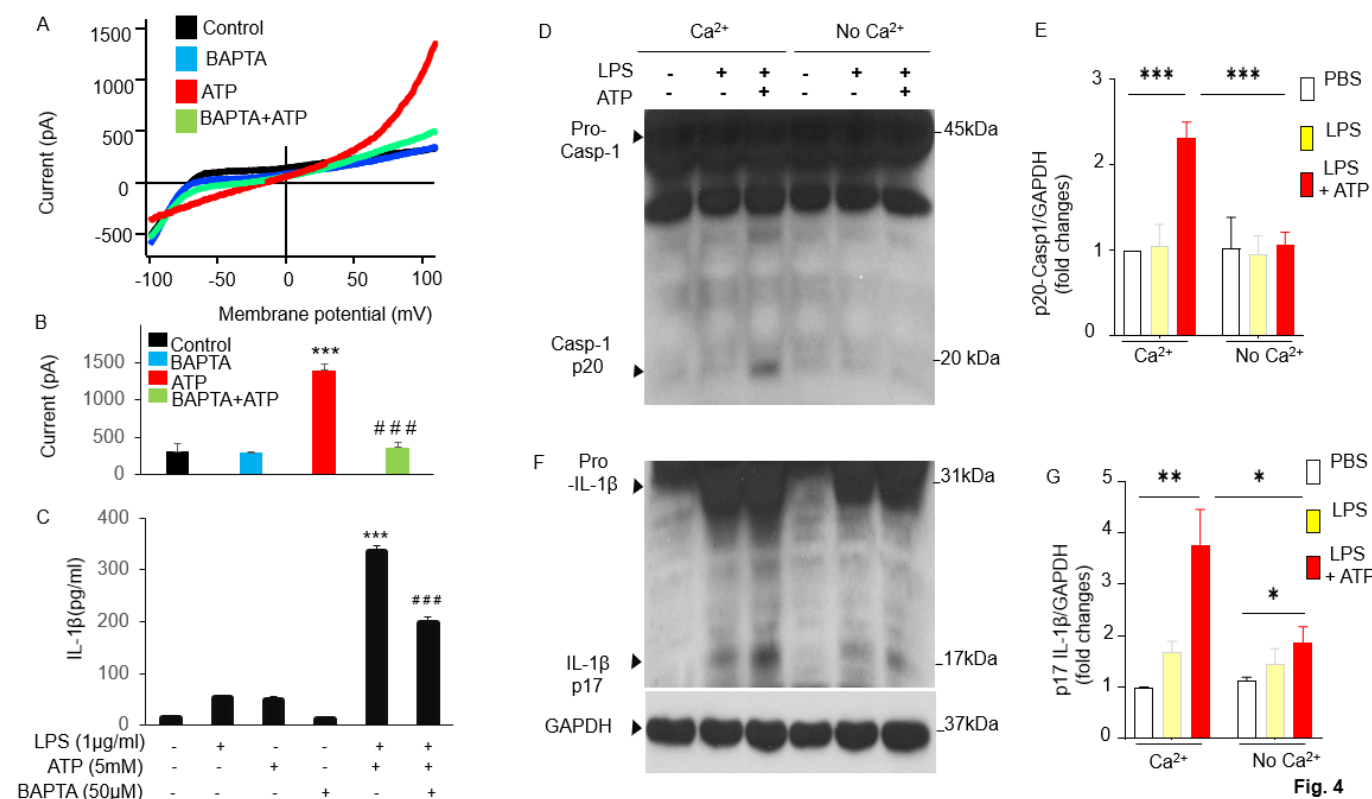 A
1500
1000
500
0
-500
Current (pA)
Control
BAPTA
ATP
BAPTA+ATP
-100
-50
0
50
100
Membrane potential (mV)
B
Control
BAPTA
ATP
BAPTA+ATP
1500
1000
500
0
Current (pA)
***
###
C
400
300
200
100
0
IL-1β(pg/ml)
***
###
LPS (1µg/ml) - + - - + +
ATP (5mM) - - + - + +
BAPTA (50µM) - - - + - +
D
Ca²⁺ No Ca²⁺
LPS - + + - + +
ATP - - + - - +
Pro-
Casp-1
-45kDa
Casp-1
p20
-20 kDa
E
3
2
1
0
p20-Casp1/GAPDH
(fold changes)
*** ***
PBS
LPS
LPS
+ ATP
Ca²⁺ No Ca²⁺
F
Pro
-IL-1β
-31kDa
IL-1β
p17
-17kDa
GAPDH
-37kDa
G
5
4
3
2
1
0
p17 IL-1β/GAPDH
(fold changes)
** *
*
PBS
LPS
LPS
+ ATP
Ca²⁺ No Ca²⁺
Fig. 4